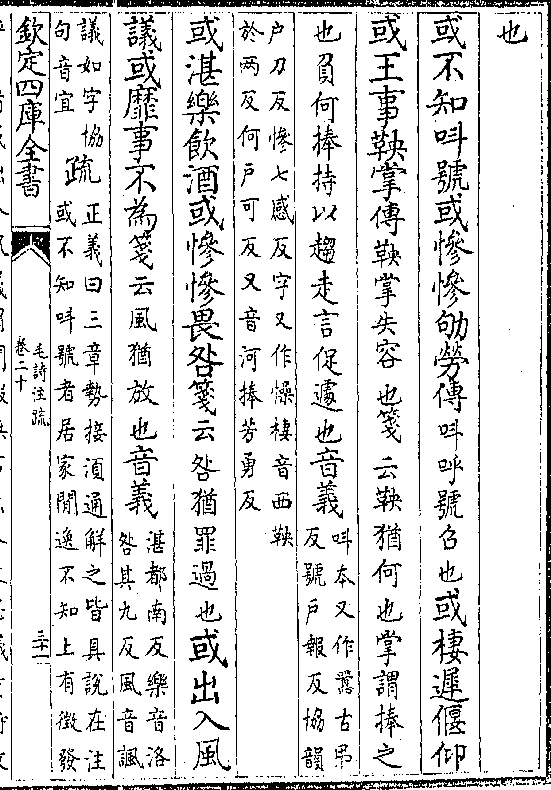 也
或不知呌號或慘慘劬勞傳呌呼號召也或棲遲偃仰
或王事鞅掌傳鞅掌失容也箋云鞅猶何也掌謂捧之
也負何捧持以趨走言促遽也音義
呌本又作嚻古弔
反號戶報反協韻
戶刀反慘七感反字又作懆棲音西鞅
於兩反何戶可反又音河捧芳勇反
或湛樂飲酒或慘慘畏咎箋云咎猶罪過也或出入風
議或靡事不為箋云風猶放也音義
湛都南反樂音洛
咎其九反風音諷
議如字協
句音宜
疏
正義曰三章勢接湏通解之皆具說在注
或不知呌號者居家閒逸不知上有徵發
欽定四庫全書
毛詩注疏
卷二十
三十一